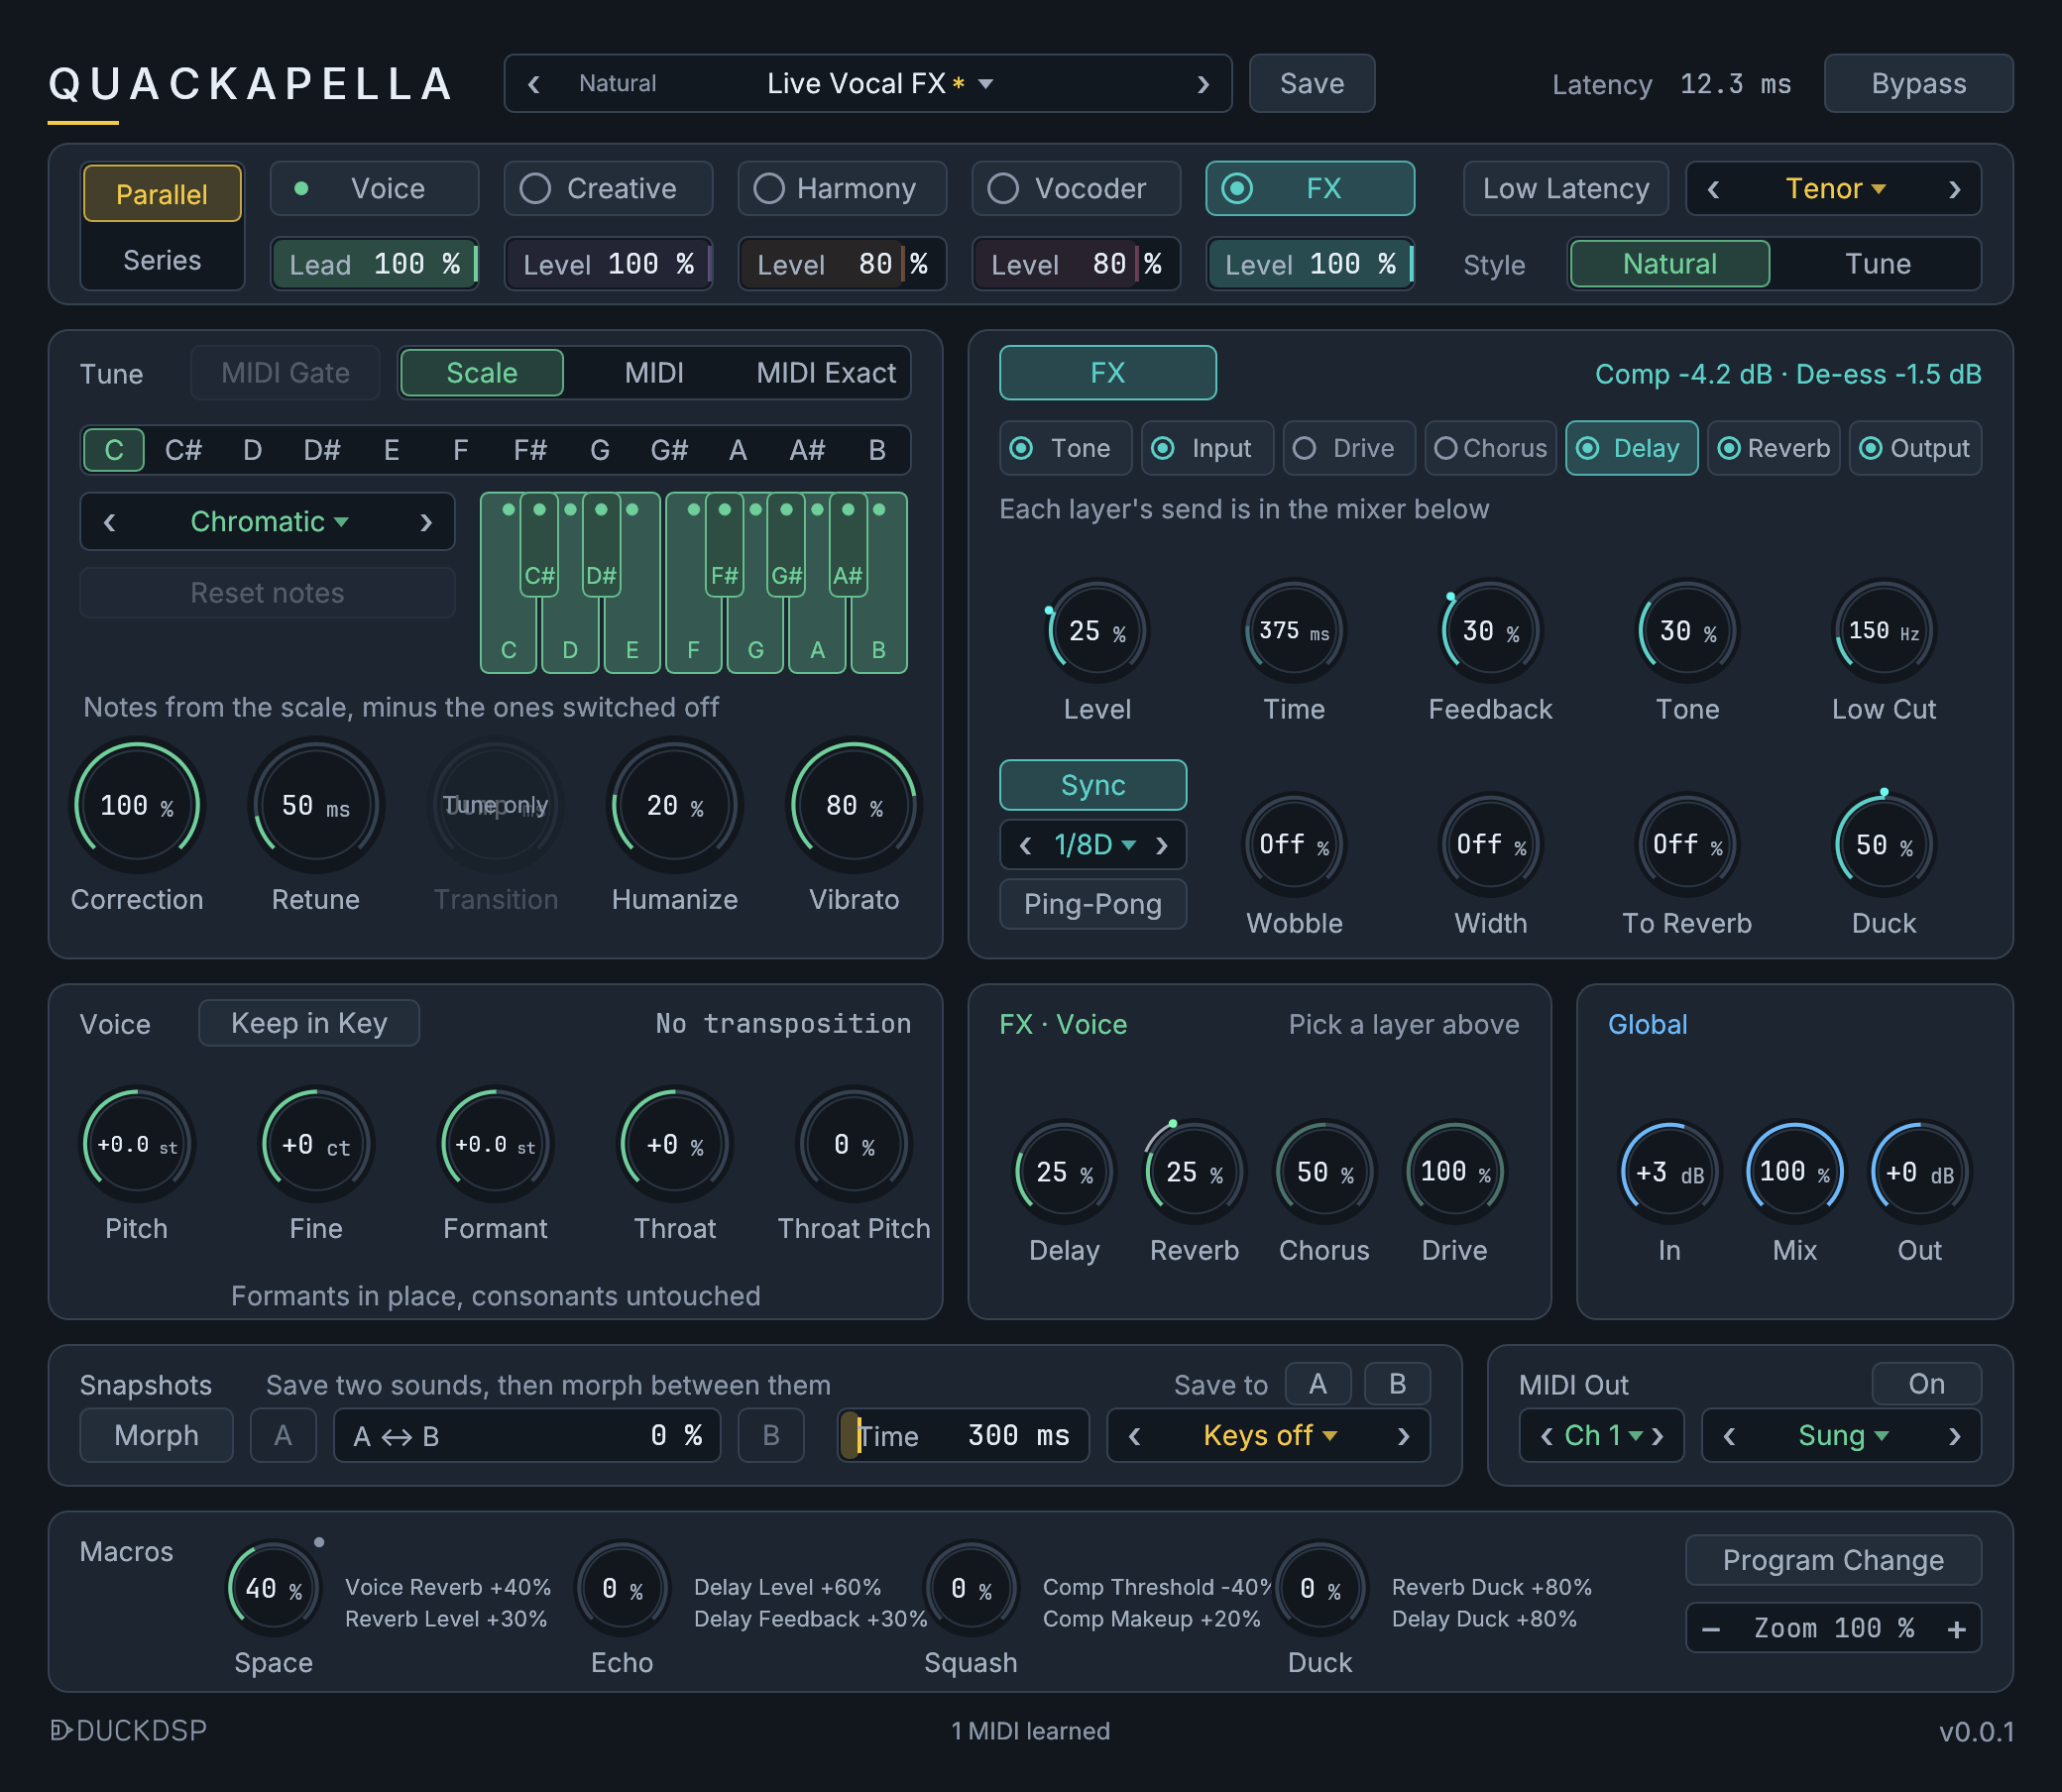 QUACKAPELLA
‹ Natural Live Vocal FX * ›
Save
Latency 12.3 ms
Bypass
Parallel
Voice
Creative
Harmony
Vocoder
FX
Low Latency
‹ Tenor ›
Series
Lead 100 %
Level 100 %
Level 80 %
Level 80 %
Level 100 %
Style
Natural
Tune
Tune
MIDI Gate
Scale
MIDI
MIDI Exact
C C# D D# E F F# G G# A A# B
‹ Chromatic ›
Reset notes
C# D# F# G# A#
C D E F G A B
Notes from the scale, minus the ones switched off
100 %
50 ms
Tune only
20 %
80 %
Correction
Retune
Transition
Humanize
Vibrato
FX
Comp -4.2 dB · De-ess -1.5 dB
Tone
Input
Drive
Chorus
Delay
Reverb
Output
Each layer's send is in the mixer below
25 %
375 ms
30 %
30 %
150 Hz
Level
Time
Feedback
Tone
Low Cut
Sync
‹ 1/8D ›
Ping-Pong
Off %
Off %
Off %
50 %
Wobble
Width
To Reverb
Duck
Voice
Keep in Key
No transposition
+0.0 st
+0 ct
+0.0 st
+0 %
0 %
Pitch
Fine
Formant
Throat
Throat Pitch
Formants in place, consonants untouched
FX · Voice
Pick a layer above
25 %
25 %
50 %
100 %
Delay
Reverb
Chorus
Drive
Global
+3 dB
100 %
+0 dB
In
Mix
Out
Snapshots
Save two sounds, then morph between them
Save to
A
B
Morph
A
A ↔ B 0 %
B
Time 300 ms
‹ Keys off ›
MIDI Out
On
‹ Ch 1 ›
‹ Sung ›
Macros
40 %
Space
Voice Reverb +40%
Reverb Level +30%
0 %
Echo
Delay Level +60%
Delay Feedback +30%
0 %
Squash
Comp Threshold -40%
Comp Makeup +20%
0 %
Duck
Reverb Duck +80%
Delay Duck +80%
Program Change
− Zoom 100 % +
DUCKDSP
1 MIDI learned
v0.0.1